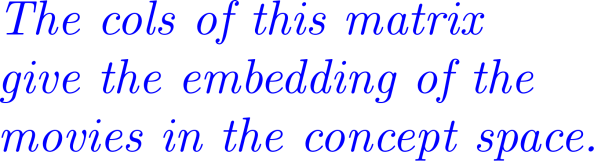 The cols of this matrix
give the embedding of the
movies in the concept space.